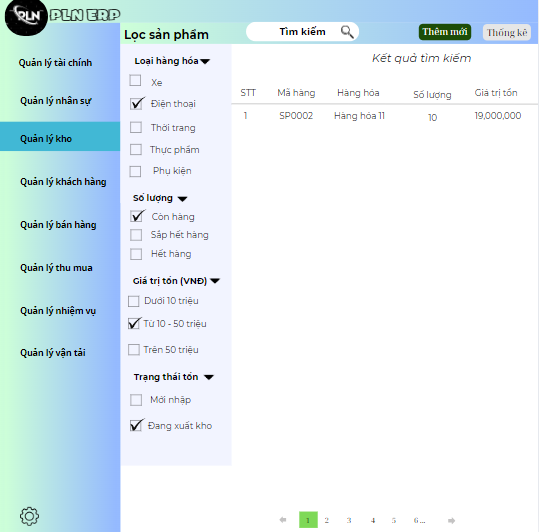 PLN
PLN ERP
Quản lý tài chính
Quản lý nhân sự
Quản lý kho
Quản lý khách hàng
Quản lý bán hàng
Quản lý thu mua
Quản lý nhiệm vụ
Quản lý vận tải
Lọc sản phẩm
Tìm kiếm
Thêm mới
Thống kê
Loại hàng hóa
Xe
Điện thoại
Thời trang
Thực phẩm
Phụ kiện
Số lượng
Còn hàng
Sắp hết hàng
Hết hàng
Giá trị tồn (VNĐ)
Dưới 10 triệu
Từ 10 - 50 triệu
Trên 50 triệu
Trạng thái tồn
Mới nhập
Đang xuất kho
Kết quả tìm kiếm
STT Mã hàng Hàng hóa Số lượng Giá trị tồn
1 SP0002 Hàng hóa 11 10 19,000,000
1 2 3 4 5 6...